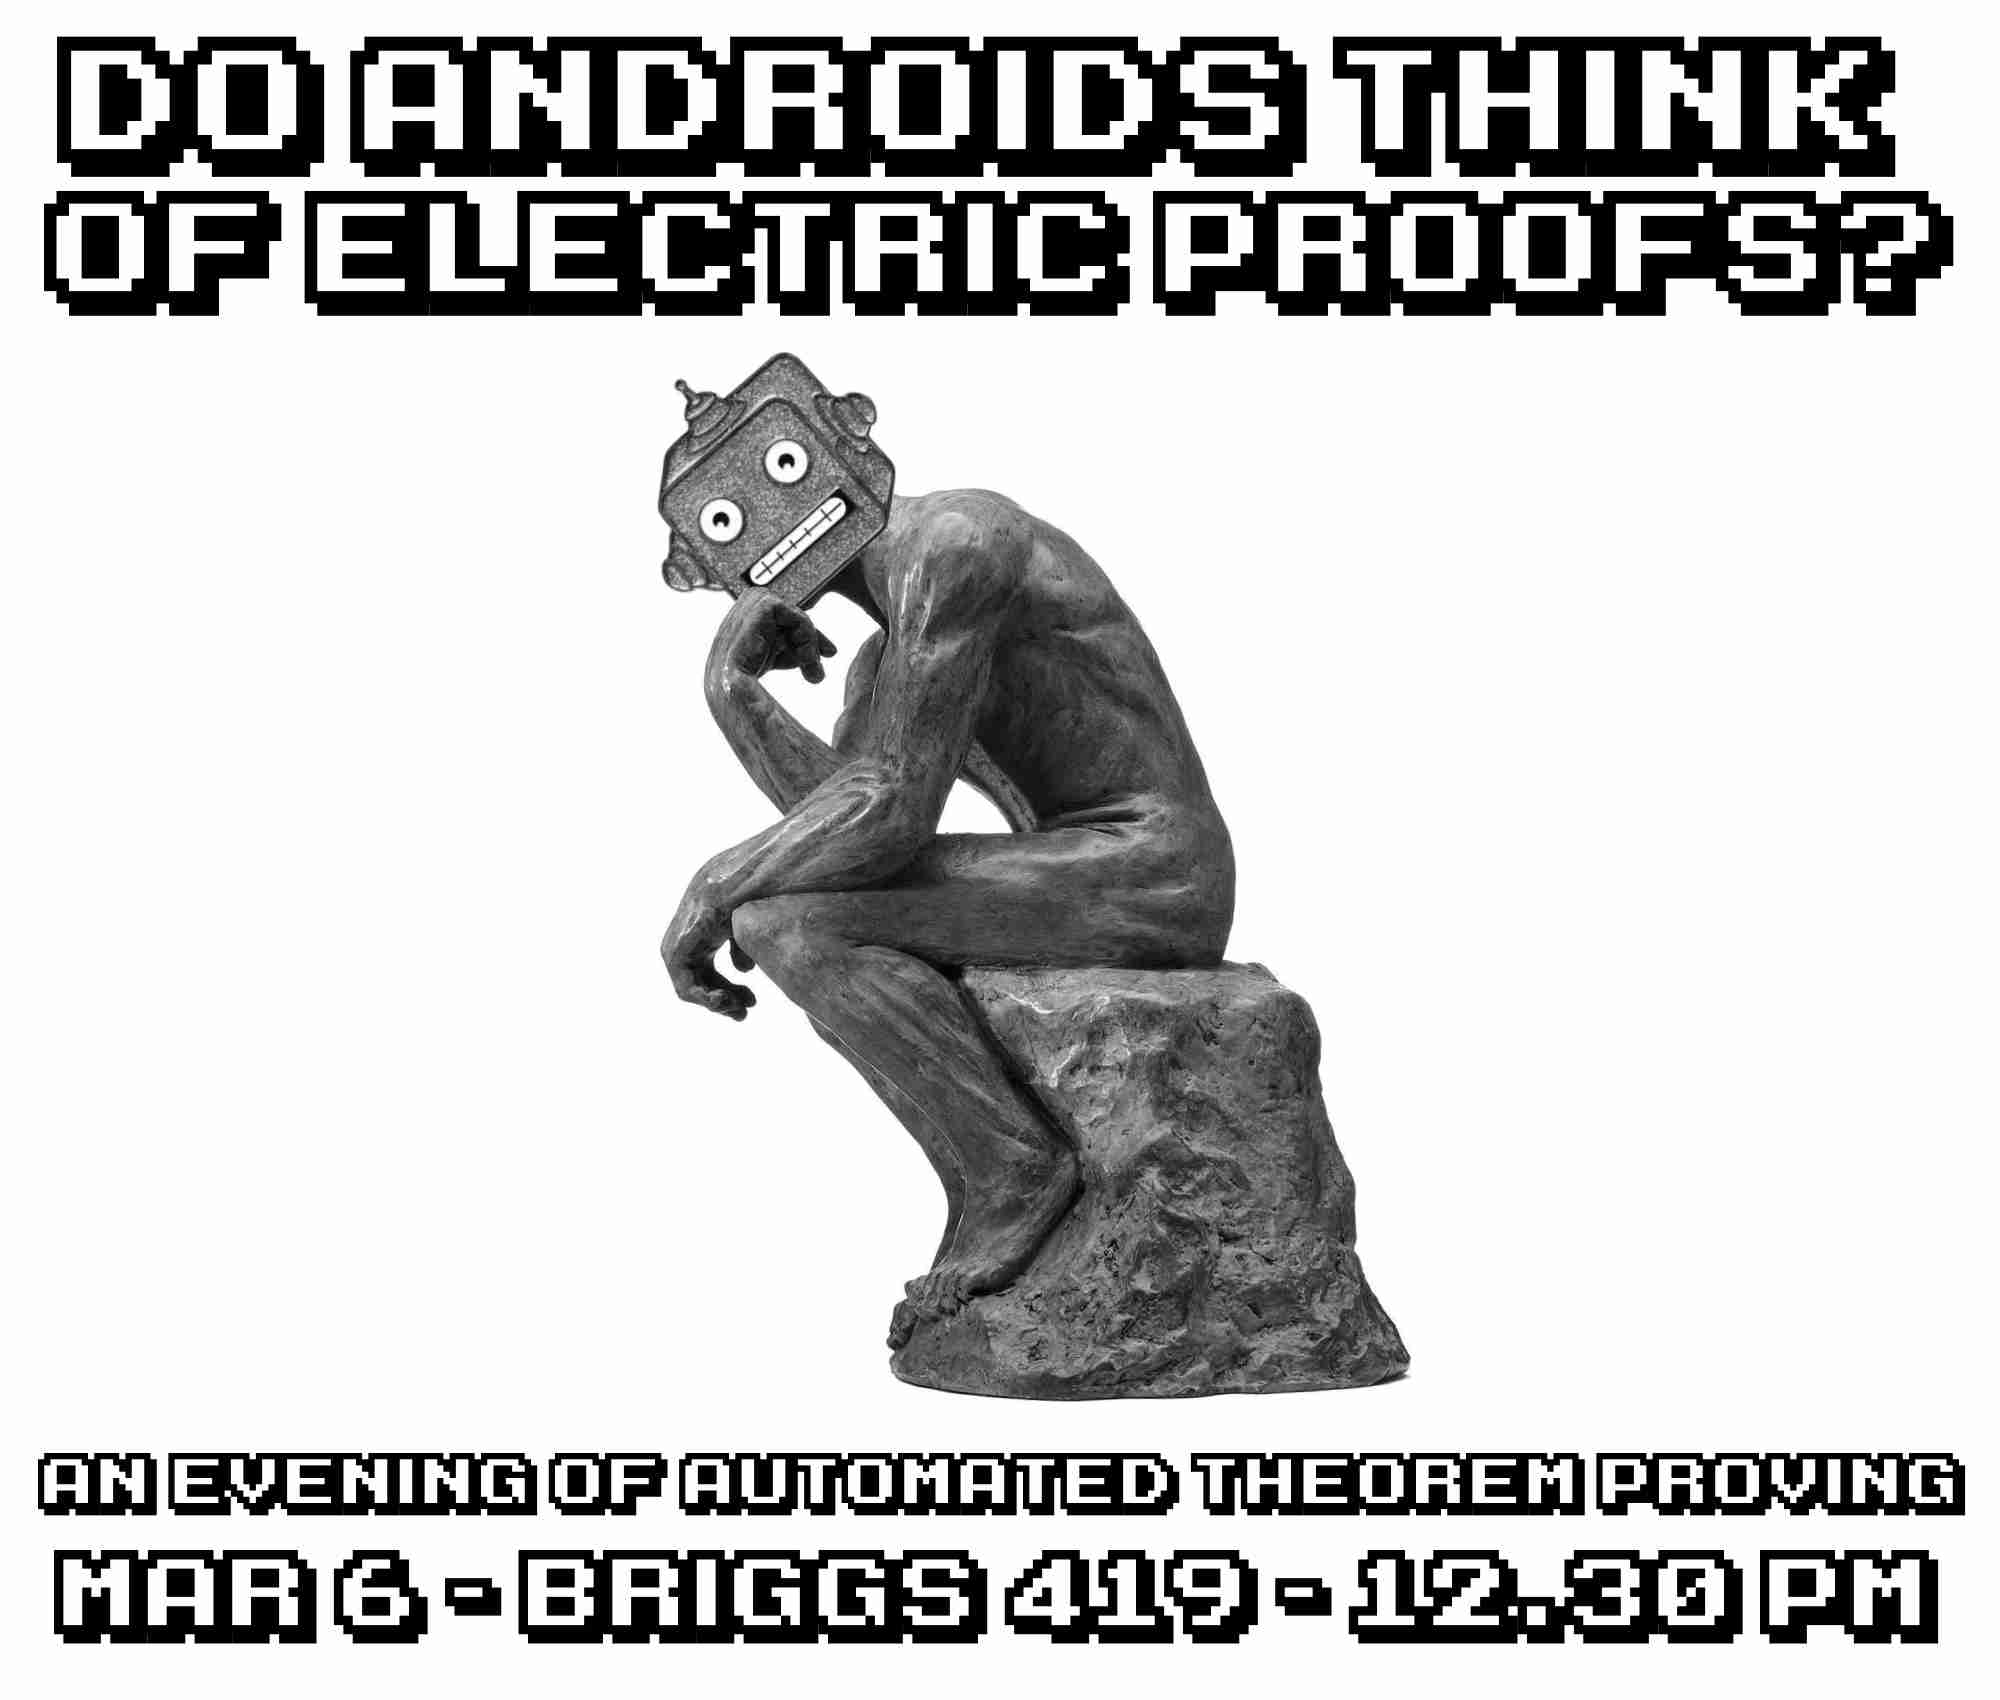 DO ANDROIDS THINK
OF ELECTRIC PROOFS?
AN EVENING OF AUTOMATED THEOREM PROVING
MAR 6 - BRIGGS 419 - 12.30 PM